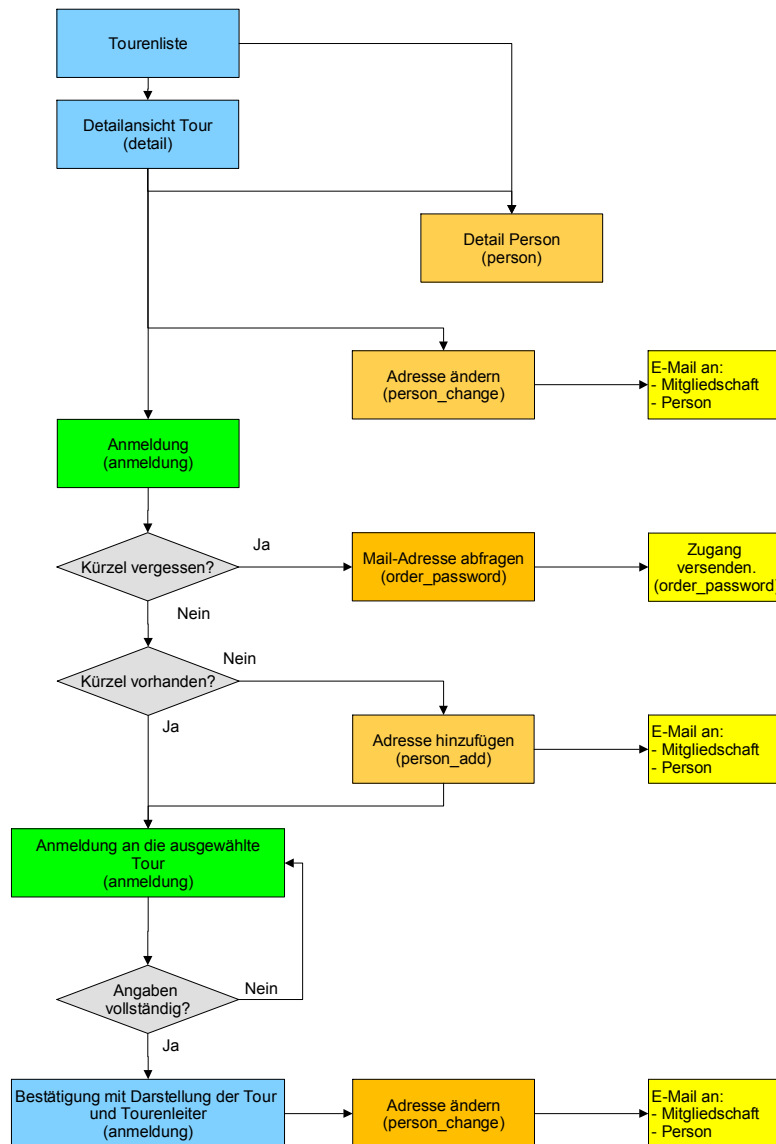 Tourenliste
Detailansicht Tour
(detail)
Detail Person
(person)
Adresse ändern
(person_change)
E-Mail an:
- Mitgliedschaft
- Person
Anmeldung
(anmeldung)
Kürzel vergessen?
Ja
Mail-Adresse abfragen
(order_password)
Zugang
versenden.
(order_password)
Nein
Kürzel vorhanden?
Nein
Ja
Adresse hinzufügen
(person_add)
E-Mail an:
- Mitgliedschaft
- Person
Anmeldung an die ausgewählte
Tour
(anmeldung)
Angaben
vollständig?
Nein
Ja
Bestätigung mit Darstellung der Tour
und Tourenleiter
(anmeldung)
Adresse ändern
(person_change)
E-Mail an:
- Mitgliedschaft
- Person